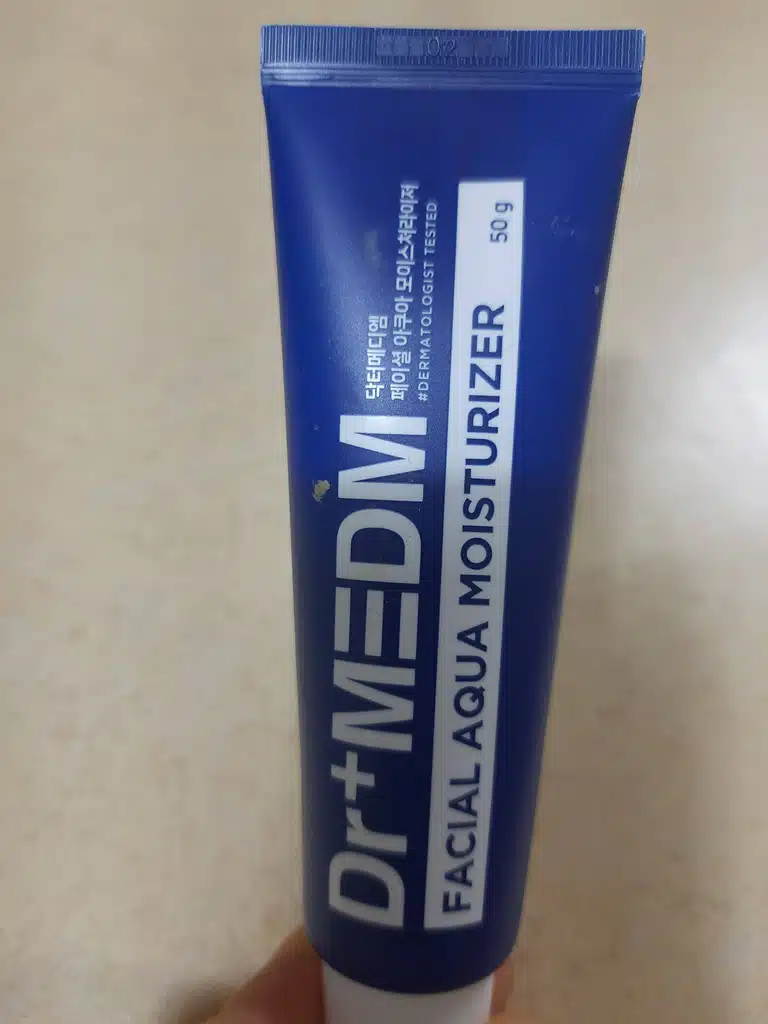 Dr+MEDM
닥터메디엠
페이셜 아쿠아 모이스처라이저
#DERMATOLOGIST TESTED
FACIAL AQUA MOISTURIZER
50 g